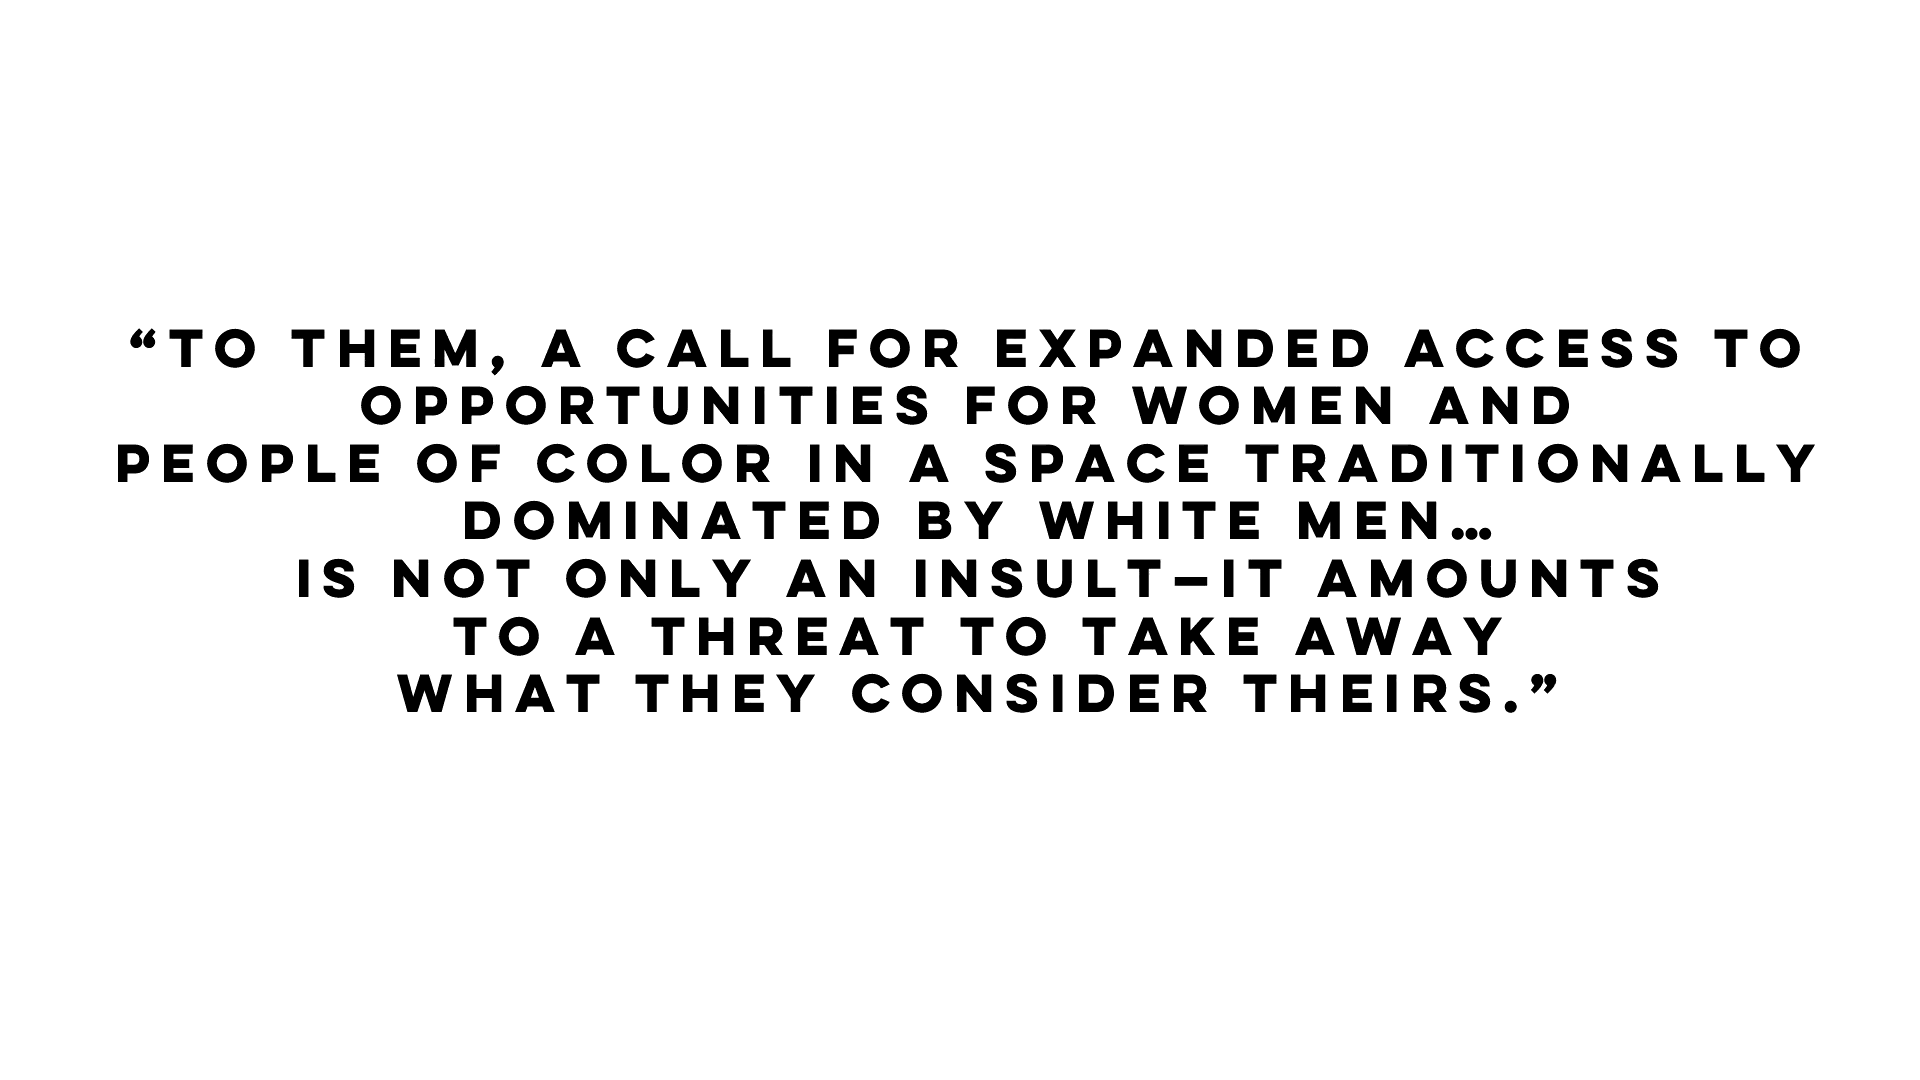 “TO THEM, A CALL FOR EXPANDED ACCESS TO
OPPORTUNITIES FOR WOMEN AND
PEOPLE OF COLOR IN A SPACE TRADITIONALLY
DOMINATED BY WHITE MEN…
IS NOT ONLY AN INSULT—IT AMOUNTS
TO A THREAT TO TAKE AWAY
WHAT THEY CONSIDER THEIRS.”